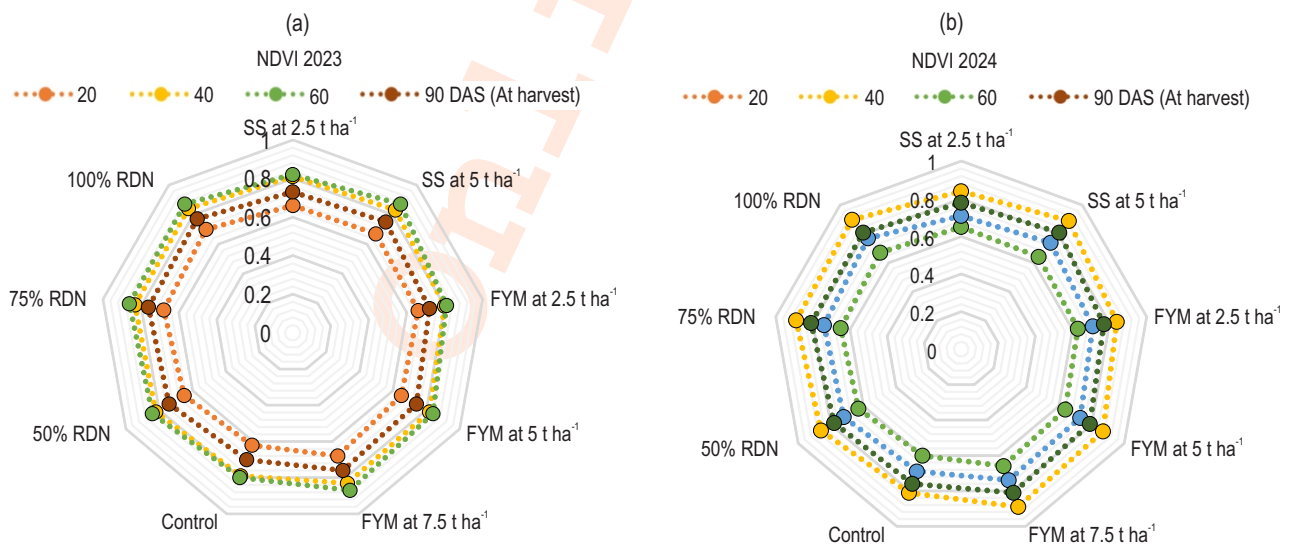 (a)
NDVI 2023
20 40 60 90 DAS (At harvest)
SS at 2.5 t ha⁻¹
SS at 5 t ha⁻¹
FYM at 2.5 t ha⁻¹
FYM at 5 t ha⁻¹
FYM at 7.5 t ha⁻¹
Control
50% RDN
75% RDN
100% RDN
1
0.8
0.6
0.4
0.2
0
(b)
NDVI 2024
20 40 60 90 DAS (At harvest)
SS at 2.5 t ha⁻¹
SS at 5 t ha⁻¹
FYM at 2.5 t ha⁻¹
FYM at 5 t ha⁻¹
FYM at 7.5 t ha⁻¹
Control
50% RDN
75% RDN
100% RDN
1
0.8
0.6
0.4
0.2
0